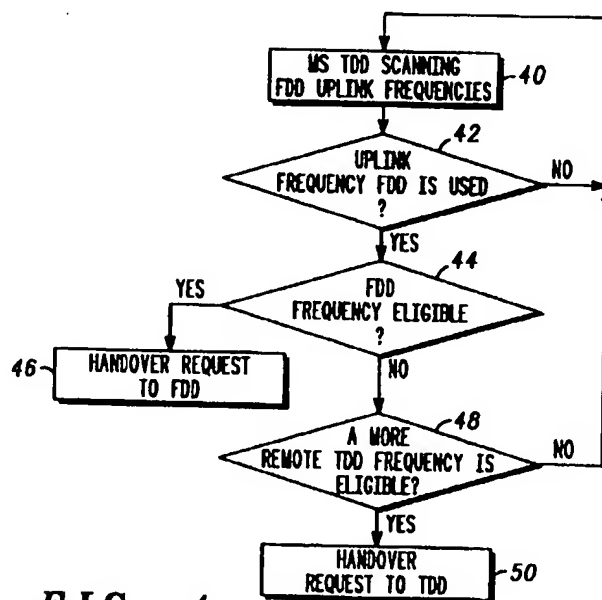 MS TDD SCANNING
FDD UPLINK FREQUENCIES
40
42
UPLINK
FREQUENCY FDD IS USED
?
NO
YES
44
FDD
FREQUENCY ELIGIBLE
?
YES
46
HANDOVER REQUEST
TO FDD
NO
48
A MORE
REMOTE TDD FREQUENCY IS
ELIGIBLE?
NO
YES
HANDOVER
REQUEST TO TDD
50